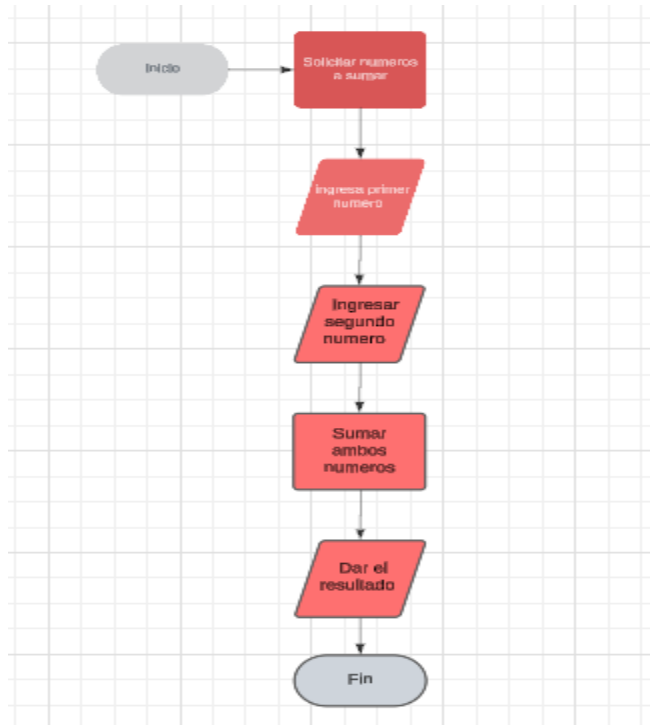 Inicio
Solicitar numeros
a sumar
Ingresa primer
numero
Ingresar
segundo
numero
Sumar
ambos
numeros
Dar el
resultado
Fin